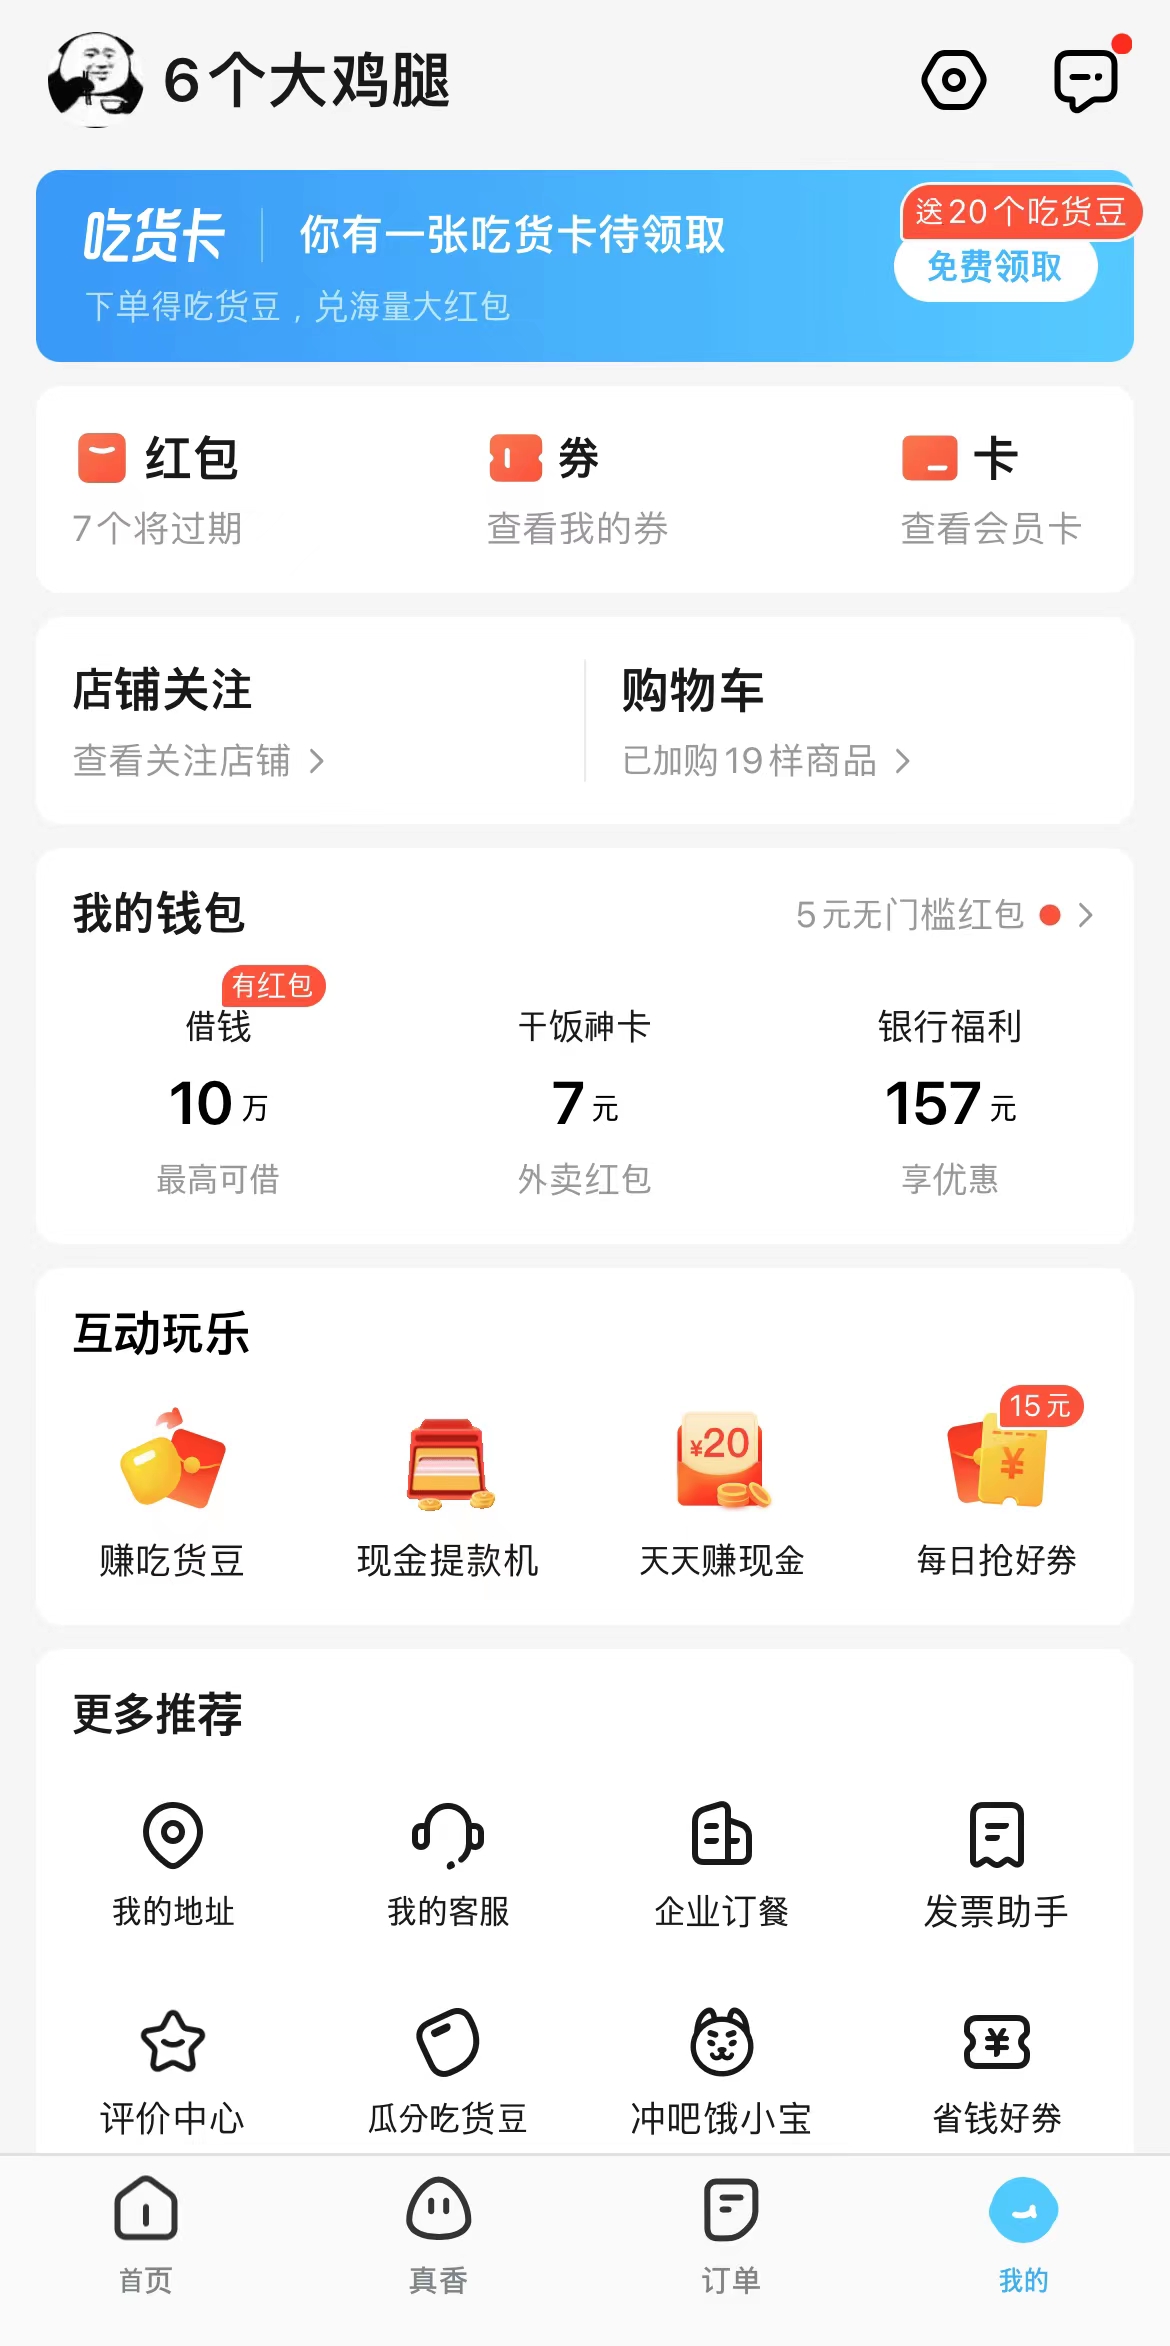 6个大鸡腿
吃货卡 你有一张吃货卡待领取
送20个吃货豆
免费领取
下单得吃货豆，兑海量大红包
红包 券 卡
7个将过期 查看我的券 查看会员卡
店铺关注 购物车
查看关注店铺 已加购19样商品
我的钱包 5元无门槛红包
有红包
借钱 干饭神卡 银行福利
10万 7元 157元
最高可借 外卖红包 享优惠
互动玩乐
15元
¥20 ¥
赚吃货豆 现金提款机 天天赚现金 每日抢好券
更多推荐
我的地址 我的客服 企业订餐 发票助手
¥
评价中心 瓜分吃货豆 冲吧饿小宝 省钱好券
首页 真香 订单 我的